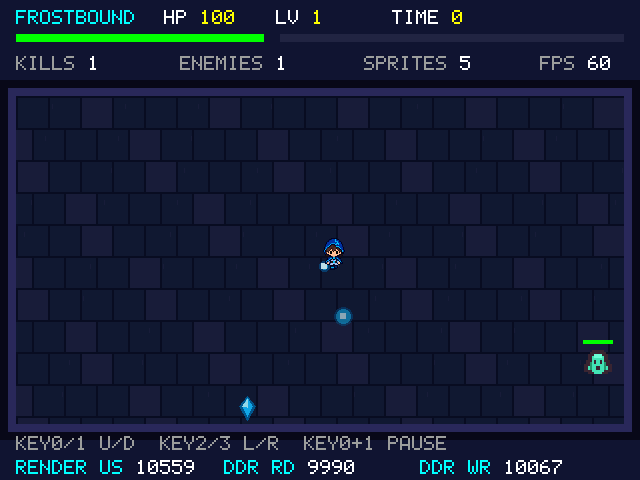 FROSTBOUND HP 100 LV 1 TIME 0
KILLS 1 ENEMIES 1 SPRITES 5 FPS 60
KEY0/1 U/D KEY2/3 L/R KEY0+1 PAUSE
RENDER US 10559 DDR RD 9990 DDR WR 10067